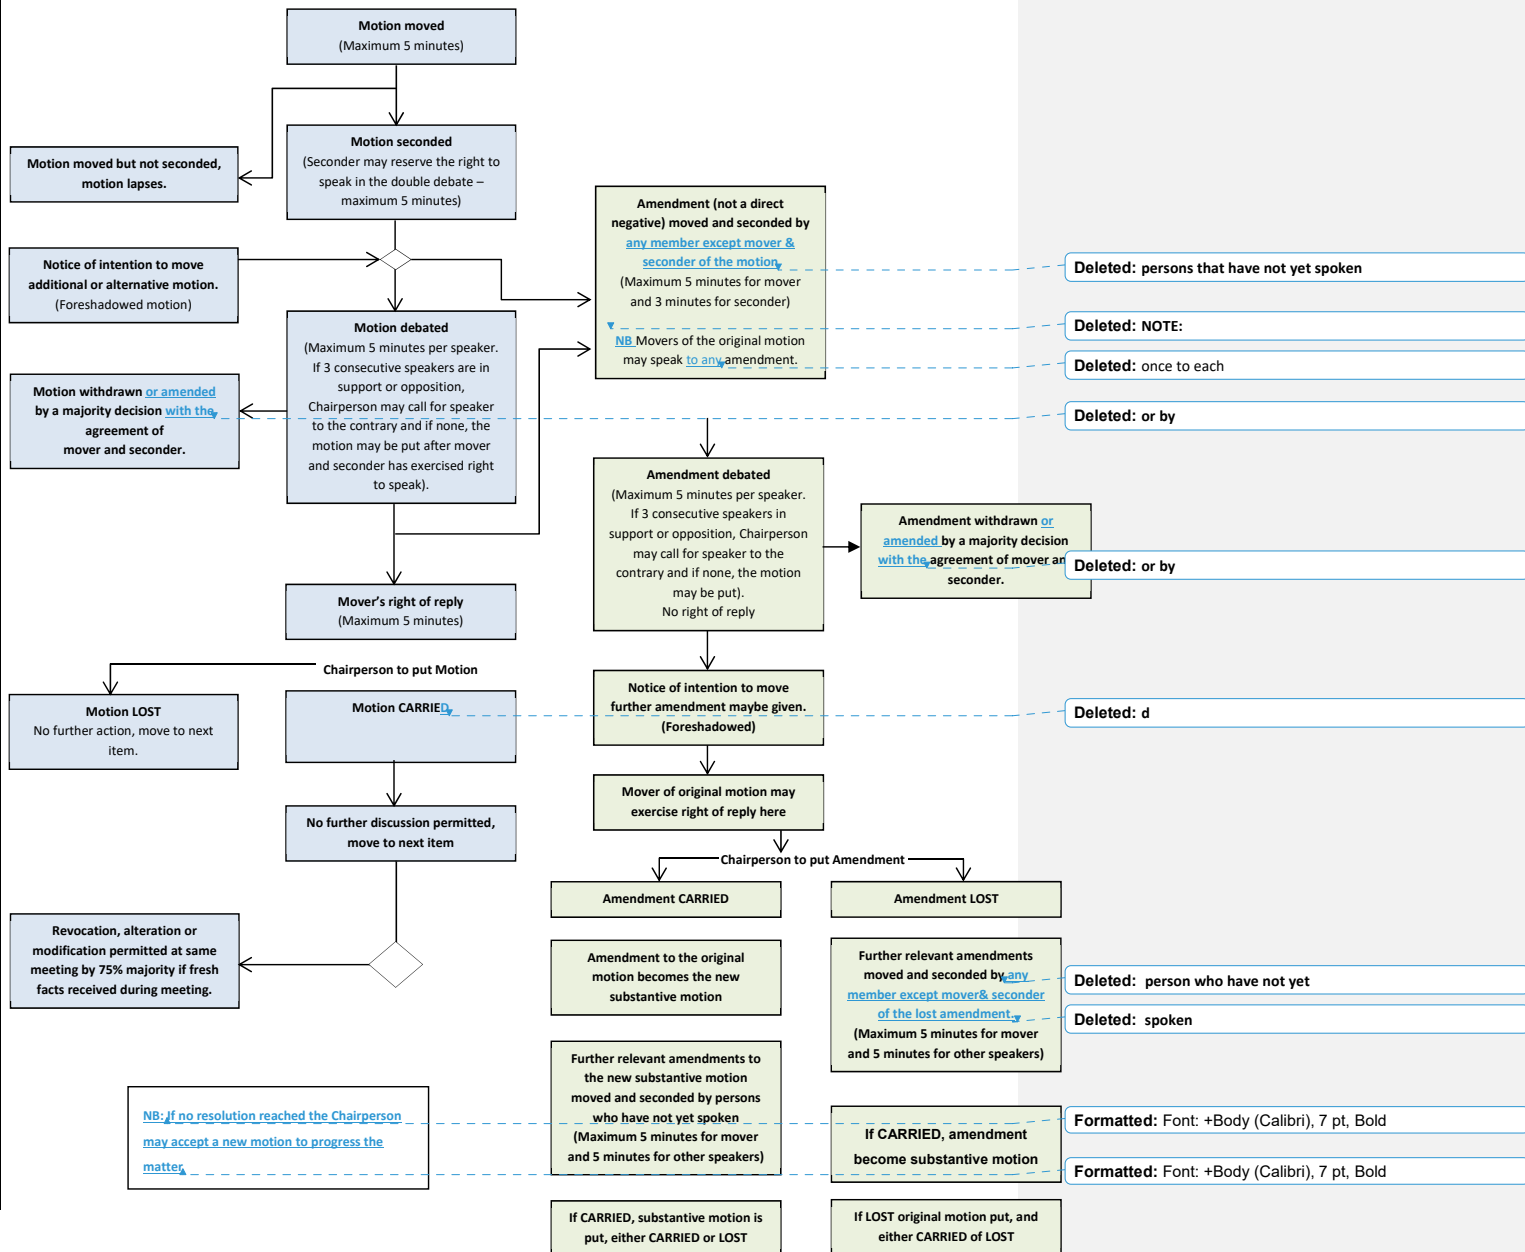 Motion moved
(Maximum 5 minutes)
Motion seconded
(Seconder may reserve the right to
speak in the double debate –
maximum 5 minutes)
Motion moved but not seconded,
motion lapses.
Notice of intention to move
additional or alternative motion.
(Foreshadowed motion)
Motion debated
(Maximum 5 minutes per speaker.
If 3 consecutive speakers are in
support or opposition,
Chairperson may call for speaker
to the contrary and if none, the
motion may be put after mover
and seconder has exercised right
to speak).
Motion withdrawn or amended
by a majority decision with the
agreement of
mover and seconder.
Mover’s right of reply
(Maximum 5 minutes)
Chairperson to put Motion
Motion LOST
No further action, move to next
item.
Motion CARRIED
No further discussion permitted,
move to next item
Revocation, alteration or
modification permitted at same
meeting by 75% majority if fresh
facts received during meeting.
NB: If no resolution reached the Chairperson
may accept a new motion to progress the
matter
Amendment (not a direct
negative) moved and seconded by
any member except mover &
seconder of the motion
(Maximum 5 minutes for mover
and 3 minutes for seconder)
NB Movers of the original motion
may speak to any amendment.
Amendment debated
(Maximum 5 minutes per speaker.
If 3 consecutive speakers in
support or opposition, Chairperson
may call for speaker to the
contrary and if none, the motion
may be put).
No right of reply
Amendment withdrawn or
amended by a majority decision
with the agreement of mover an
seconder.
Notice of intention to move
further amendment maybe given.
(Foreshadowed)
Mover of original motion may
exercise right of reply here
Chairperson to put Amendment
Amendment CARRIED
Amendment to the original
motion becomes the new
substantive motion
Further relevant amendments to
the new substantive motion
moved and seconded by persons
who have not yet spoken
(Maximum 5 minutes for mover
and 5 minutes for other speakers)
If CARRIED, substantive motion is
put, either CARRIED or LOST
Amendment LOST
Further relevant amendments
moved and seconded by any
member except mover& seconder
of the lost amendment.
(Maximum 5 minutes for mover
and 5 minutes for other speakers)
If CARRIED, amendment
become substantive motion
If LOST original motion put, and
either CARRIED of LOST
Deleted: persons that have not yet spoken
Deleted: NOTE:
Deleted: once to each
Deleted: or by
Deleted: or by
Deleted: d
Deleted: person who have not yet
Deleted: spoken
Formatted: Font: +Body (Calibri), 7 pt, Bold
Formatted: Font: +Body (Calibri), 7 pt, Bold